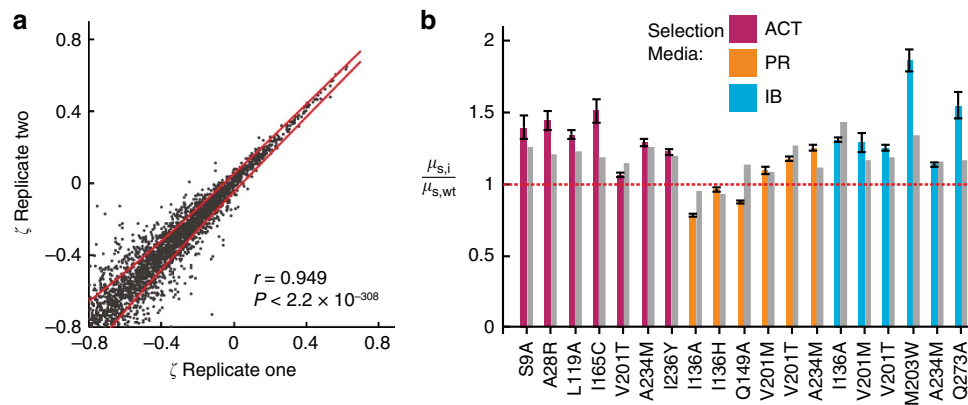 a
0.8
0.4
0
−0.4
−0.8
ζ Replicate two
−0.8
−0.4
0
0.4
0.8
ζ Replicate one
r = 0.949
P < 2.2 × 10⁻³⁰⁸
b
2
1.5
1
0.5
0
μs,i
μs,wt
Selection
Media:
ACT
PR
IB
S9A
A28R
L119A
I165C
V201T
A234M
I236Y
I136A
I136H
Q149A
V201M
V201T
A234M
I136A
V201M
V201T
M203W
A234M
Q273A